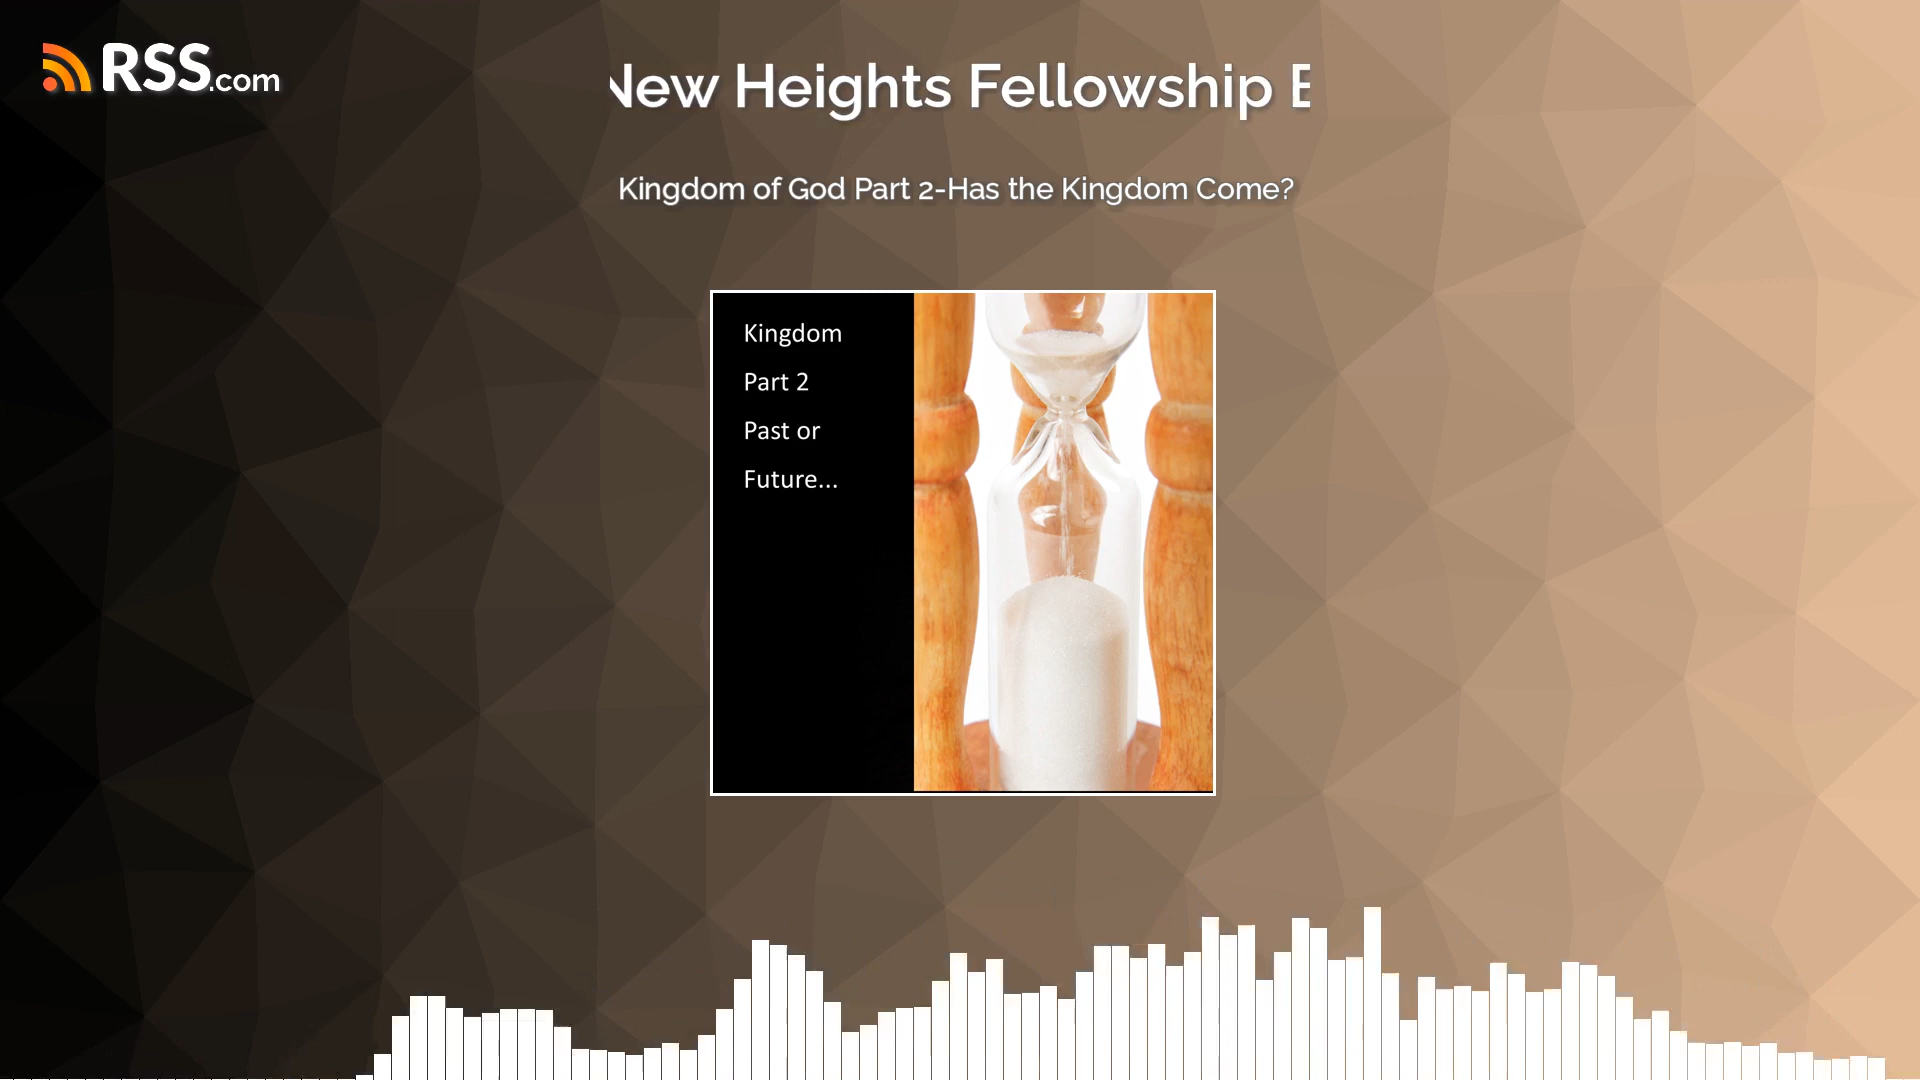 RSS.com
New Heights Fellowship
Kingdom of God Part 2-Has the Kingdom Come?
Kingdom
Part 2
Past or
Future...